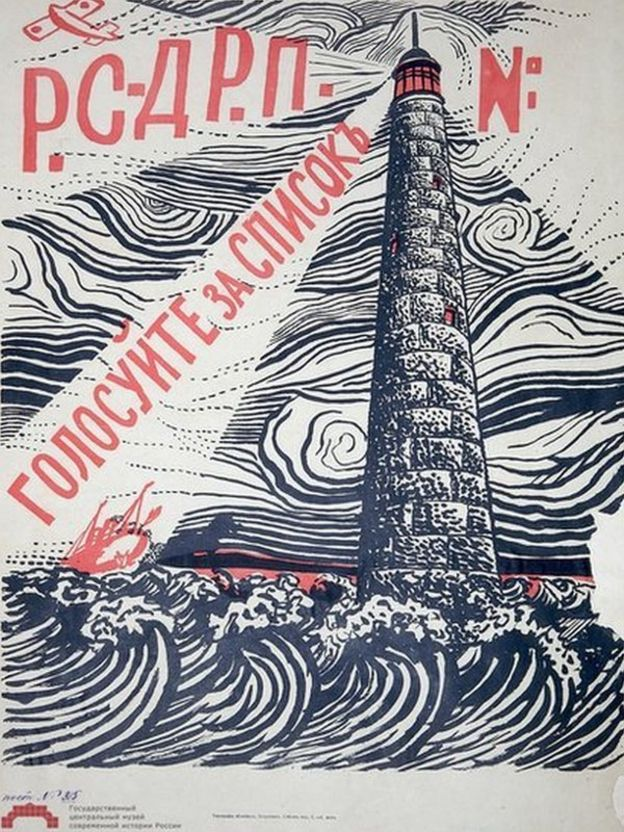 Р.С-Д.Р.П. №:
ГОЛОСУЙТЕ ЗА СПИСОКЪ
Государственный
центральный музей
современной истории России